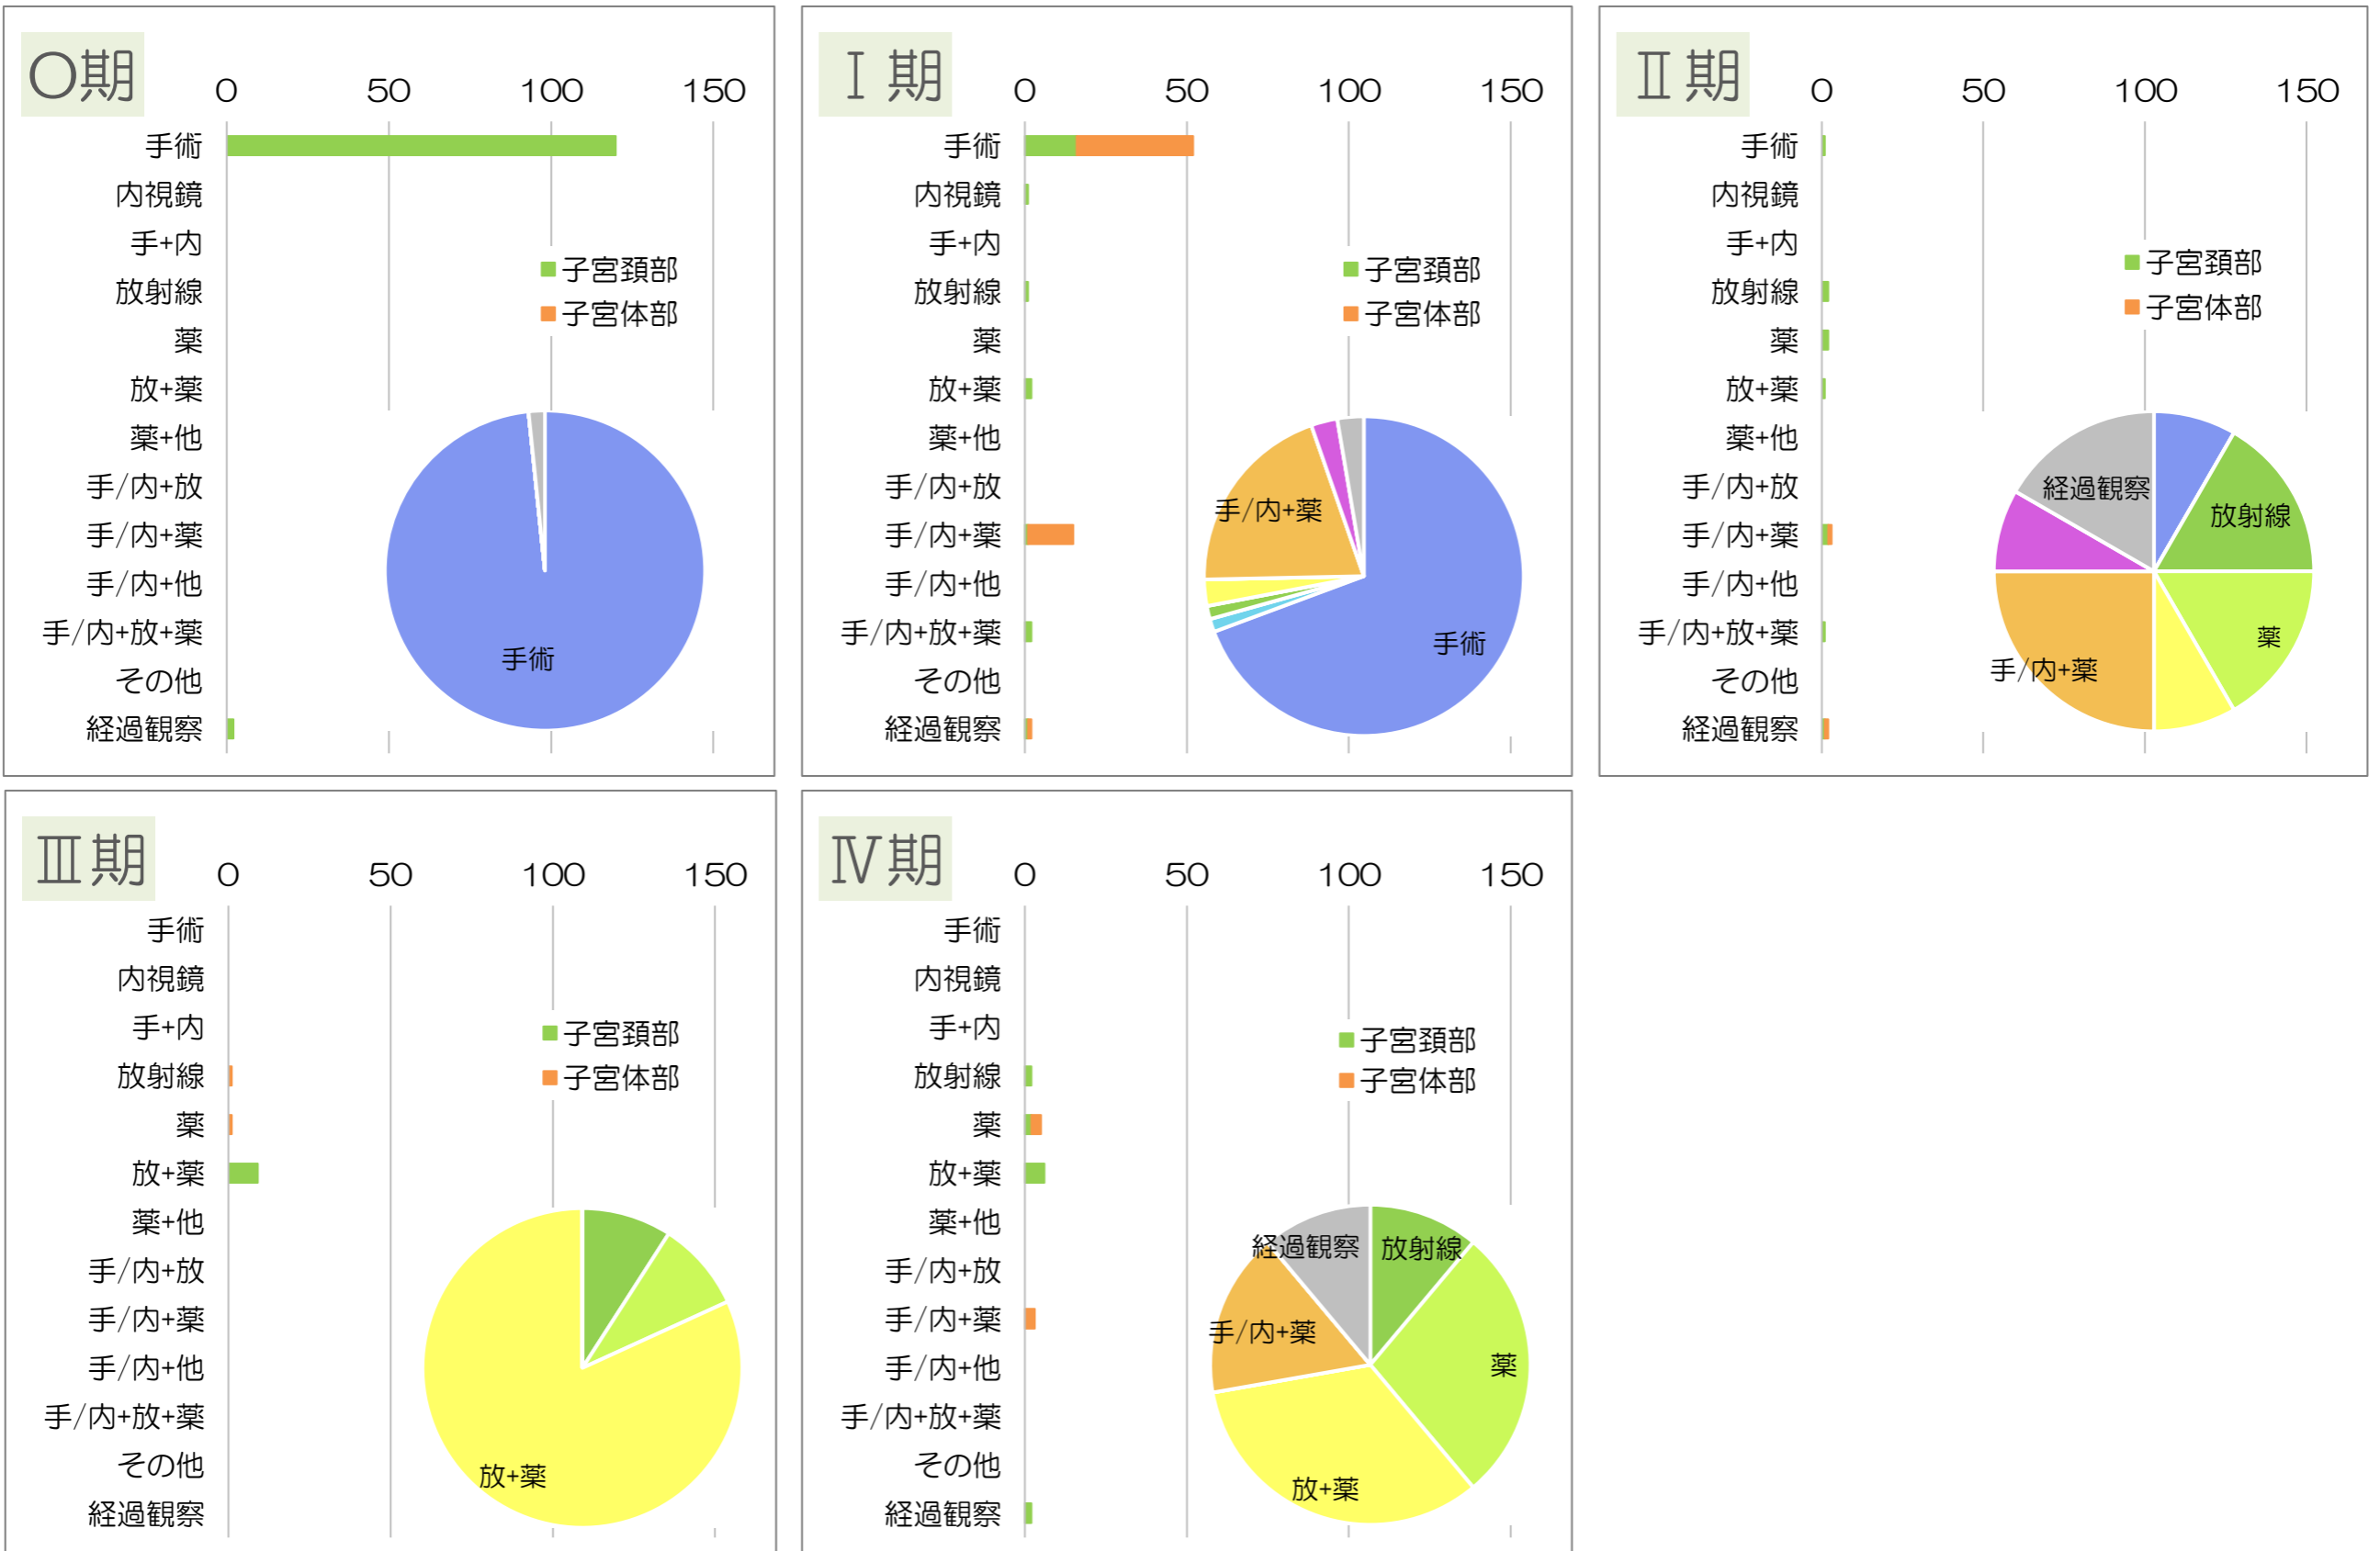 〇期
0 50 100 150
手術
内視鏡
手+内
放射線
薬
放+薬
薬+他
手/内+放
手/内+薬
手/内+他
手/内+放+薬
その他
経過観察
子宮頚部
子宮体部
手術
Ⅰ期
0 50 100 150
手術
内視鏡
手+内
放射線
薬
放+薬
薬+他
手/内+放
手/内+薬
手/内+他
手/内+放+薬
その他
経過観察
子宮頚部
子宮体部
手/内+薬
手術
Ⅱ期
0 50 100 150
手術
内視鏡
手+内
放射線
薬
放+薬
薬+他
手/内+放
手/内+薬
手/内+他
手/内+放+薬
その他
経過観察
子宮頚部
子宮体部
経過観察
放射線
薬
手/内+薬
Ⅲ期
0 50 100 150
手術
内視鏡
手+内
放射線
薬
放+薬
薬+他
手/内+放
手/内+薬
手/内+他
手/内+放+薬
その他
経過観察
子宮頚部
子宮体部
放+薬
Ⅳ期
0 50 100 150
手術
内視鏡
手+内
放射線
薬
放+薬
薬+他
手/内+放
手/内+薬
手/内+他
手/内+放+薬
その他
経過観察
子宮頚部
子宮体部
経過観察
放射線
手/内+薬
薬
放+薬